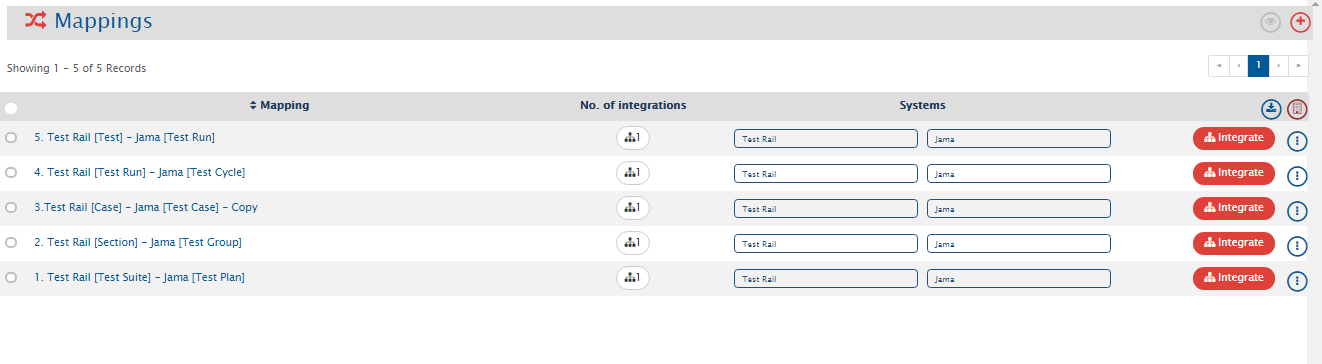 Mappings
Showing 1 - 5 of 5 Records
« ‹ 1 › »
Mapping No. of integrations Systems
5. Test Rail [Test] - Jama [Test Run] 1 Test Rail Jama Integrate
4. Test Rail [Test Run] - Jama [Test Cycle] 1 Test Rail Jama Integrate
3.Test Rail [Case] - Jama [Test Case] - Copy 1 Test Rail Jama Integrate
2. Test Rail [Section] - Jama [Test Group] 1 Test Rail Jama Integrate
1. Test Rail [Test Suite] - Jama [Test Plan] 1 Test Rail Jama Integrate